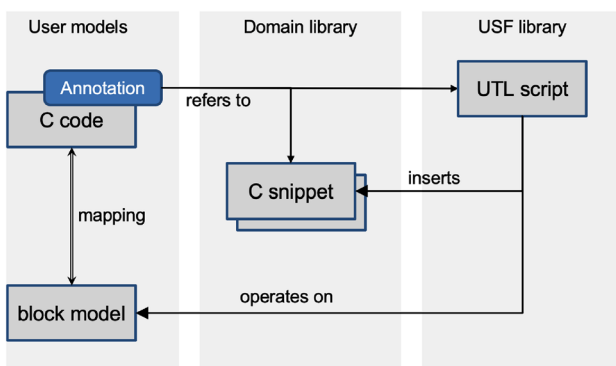 User models
Domain library
USF library
Annotation
refers to
UTL script
C code
C snippet
inserts
mapping
operates on
block model